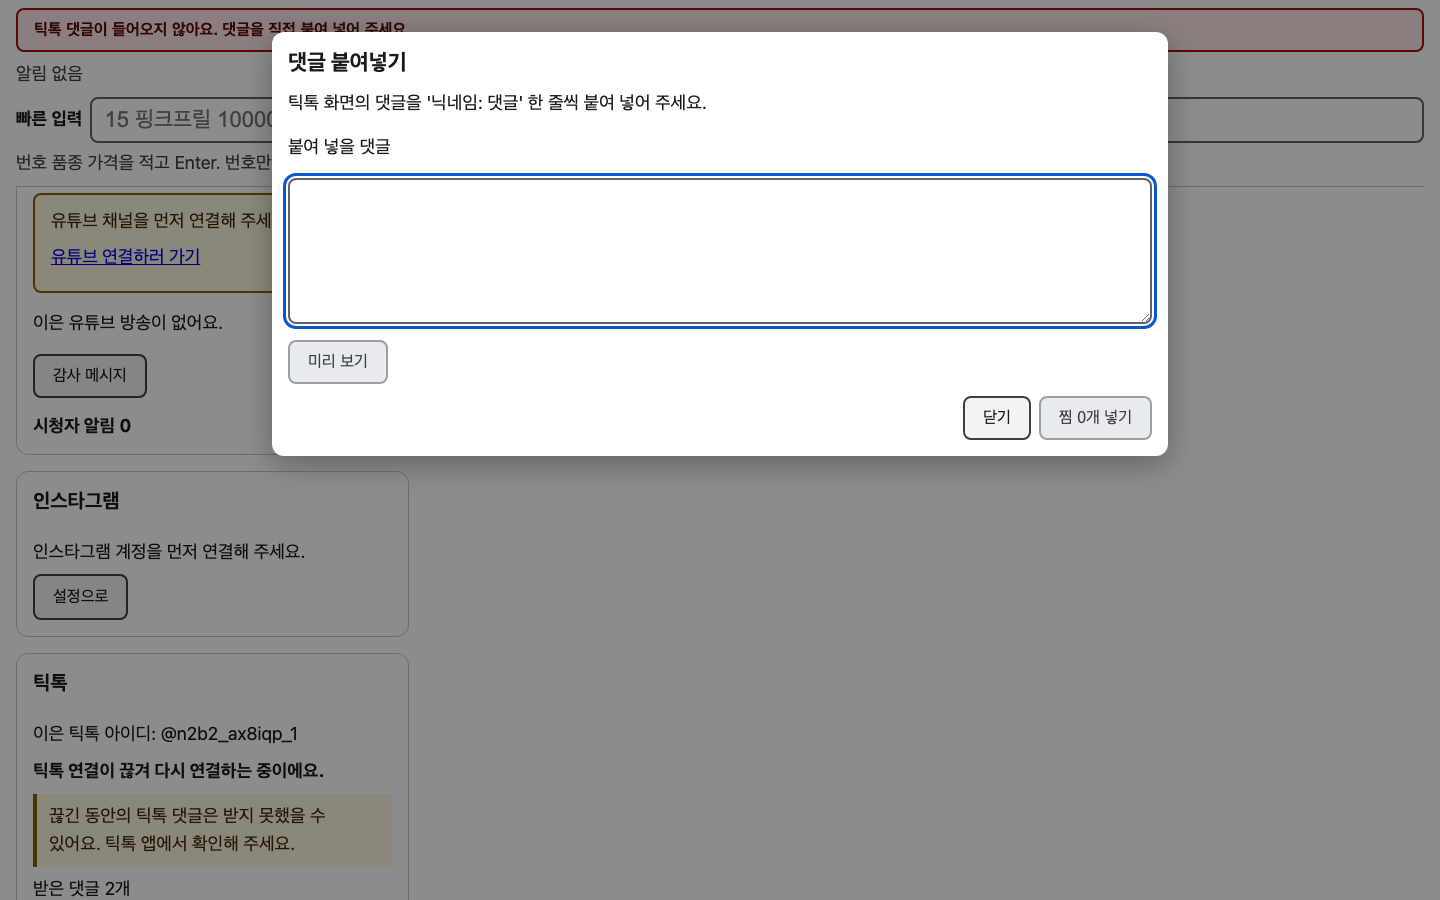 틱톡 댓글이 들어오지 않아요. 댓글을 직접 붙여 넣어 주세요
알림 없음
빠른 입력
15 핑크프릴 10000
번호 품종 가격을 적고 Enter. 번호만
유튜브 채널을 먼저 연결해 주세
유튜브 연결하러 가기
이은 유튜브 방송이 없어요.
감사 메시지
시청자 알림 0
댓글 붙여넣기
틱톡 화면의 댓글을 '닉네임: 댓글' 한 줄씩 붙여 넣어 주세요.
붙여 넣을 댓글
미리 보기
닫기
찜 0개 넣기
인스타그램
인스타그램 계정을 먼저 연결해 주세요.
설정으로
틱톡
이은 틱톡 아이디: @n2b2_ax8iqp_1
틱톡 연결이 끊겨 다시 연결하는 중이에요.
끊긴 동안의 틱톡 댓글은 받지 못했을 수
있어요. 틱톡 앱에서 확인해 주세요.
받은 댓글 2개